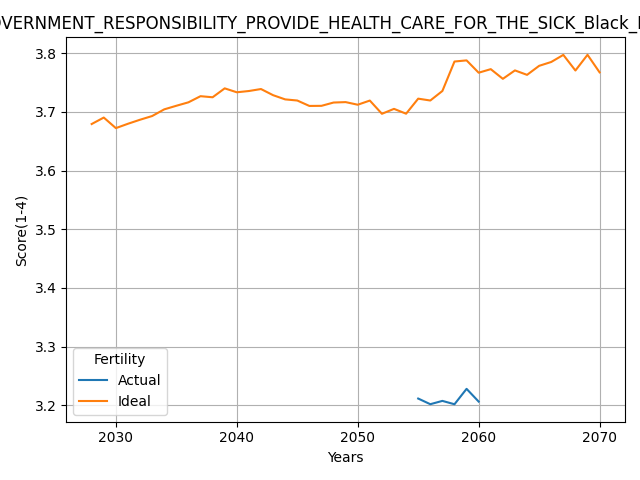 OVERNMENT_RESPONSIBILITY_PROVIDE_HEALTH_CARE_FOR_THE_SICK_Black_
3.8
3.7
3.6
3.5
3.4
3.3
3.2
Score(1-4)
Fertility
Actual
Ideal
2030 2040 2050 2060 2070
Years